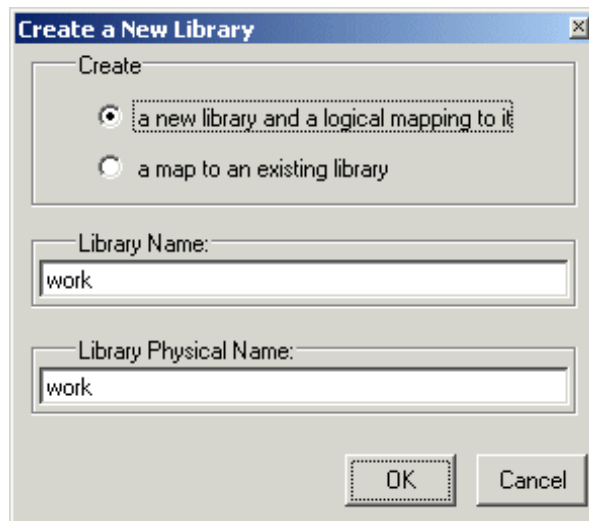 Create a New Library
Create
a new library and a logical mapping to it
a map to an existing library
Library Name:
work
Library Physical Name:
work
OK
Cancel